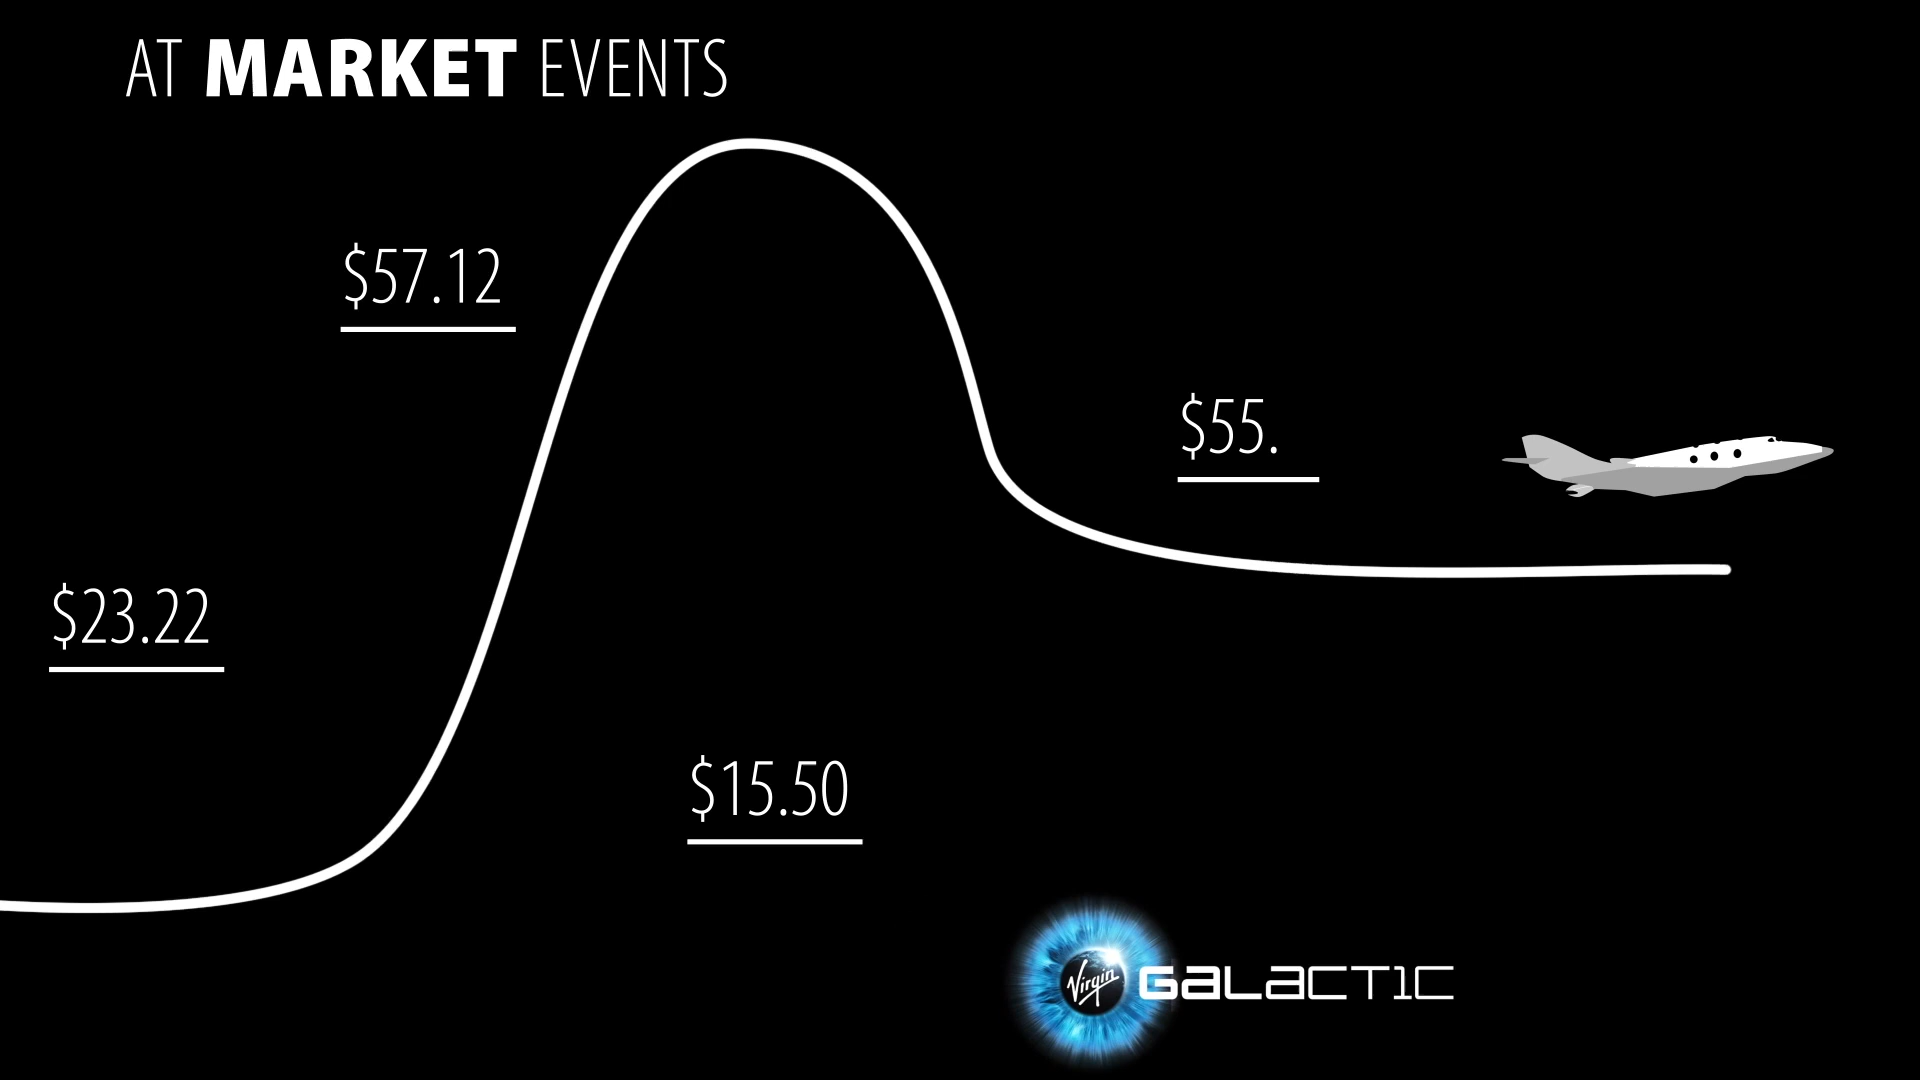 AT MARKET EVENTS
$57.12
$55.
$23.22
$15.50
Virgin GALACTIC